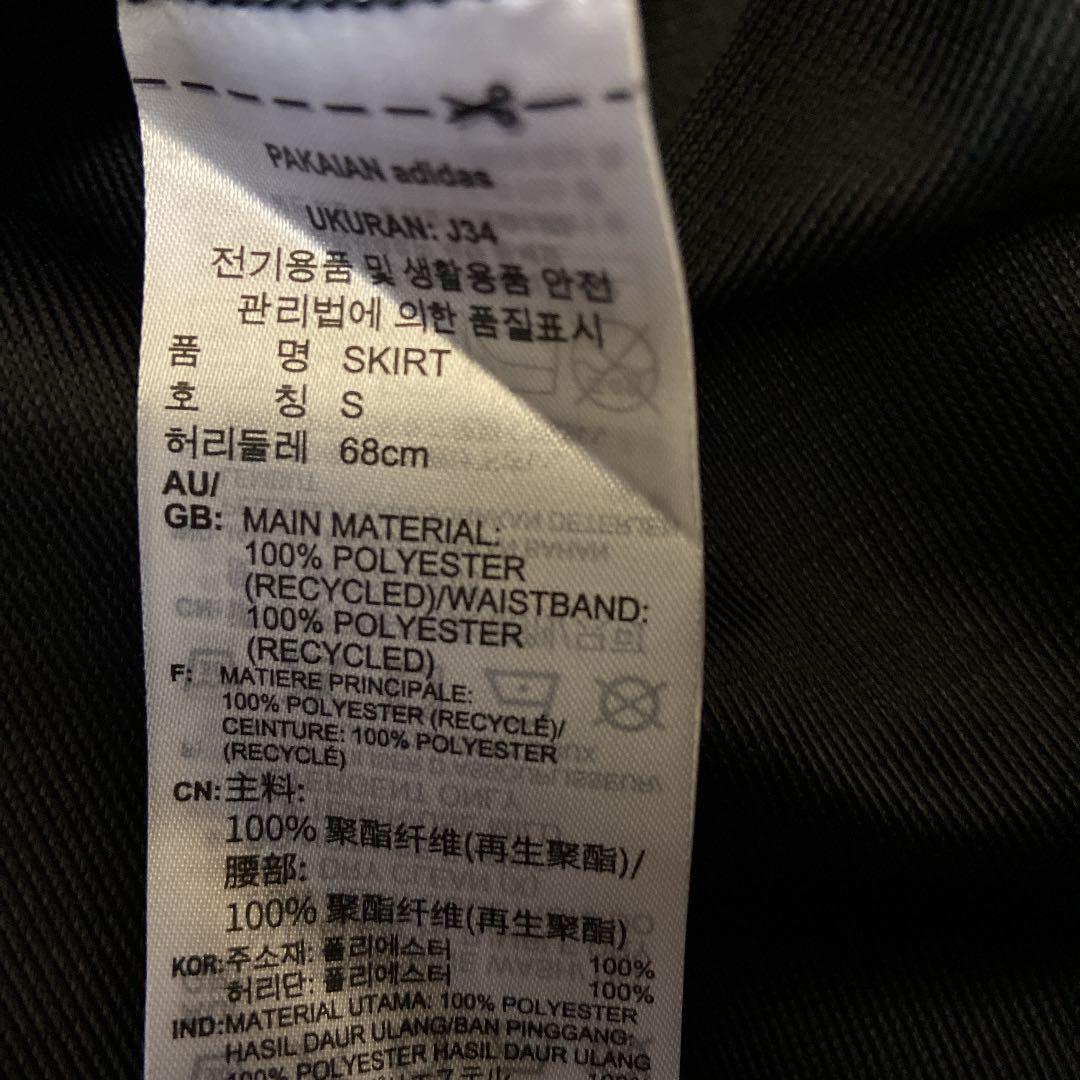 PAKAIAN adidas
UKURAN: J34
전기용품 및 생활용품 안전
관리법에 의한 품질표시
품 명 SKIRT
호 칭 S
허리둘레 68cm
AU/
GB: MAIN MATERIAL:
100% POLYESTER
(RECYCLED)/WAISTBAND:
100% POLYESTER
(RECYCLED)
F: MATIERE PRINCIPALE:
100% POLYESTER (RECYCLÉ)/
CEINTURE: 100% POLYESTER
(RECYCLÉ)
CN: 主料:
100% 聚酯纤维(再生聚酯)/
腰部:
100% 聚酯纤维(再生聚酯)
KOR: 주소재: 폴리에스터 100%
허리단: 폴리에스터 100%
IND: MATERIAL UTAMA: 100% POLYESTER
HASIL DAUR ULANG/BAN PINGGANG:
100% POLYESTER HASIL DAUR ULANG